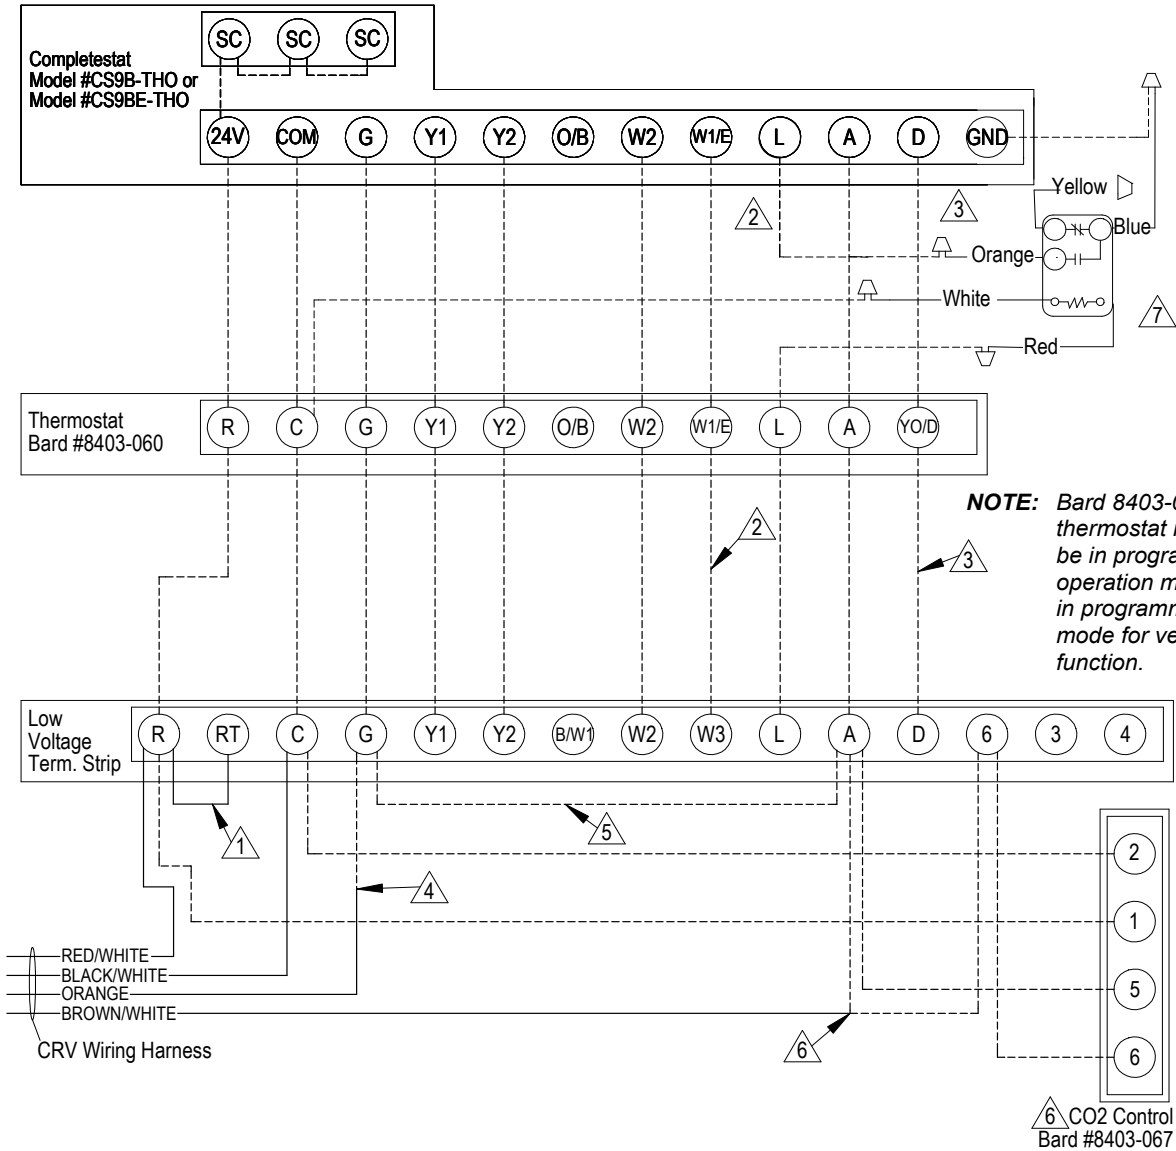 SC SC SC
Completestat
Model #CS9B-THO or
Model #CS9BE-THO
24V COM G Y1 Y2 O/B W2 W1/E L A D GND
2
3
Yellow
Blue
Orange
White
7
Red
Thermostat
Bard #8403-060
R C G Y1 Y2 O/B W2 W1/E L A YO/D
NOTE: Bard 8403-0
thermostat
be in progra
operation m
in programm
mode for ve
function.
2
3
Low
Voltage
Term. Strip
R RT C G Y1 Y2 B/W1 W2 W3 L A D 6 3 4
1
5
4
2
1
5
6
RED/WHITE
BLACK/WHITE
ORANGE
BROWN/WHITE
CRV Wiring Harness
6
6 CO2 Control
Bard #8403-067